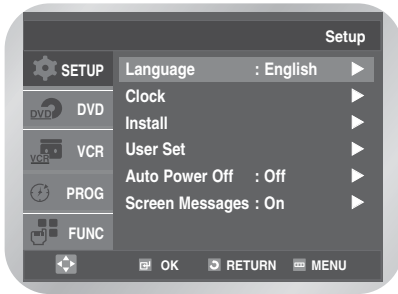 Setup
SETUP
DVD DVD
VCR VCR
PROG
FUNC
Language : English
Clock
Install
User Set
Auto Power Off : Off
Screen Messages : On
OK RETURN MENU